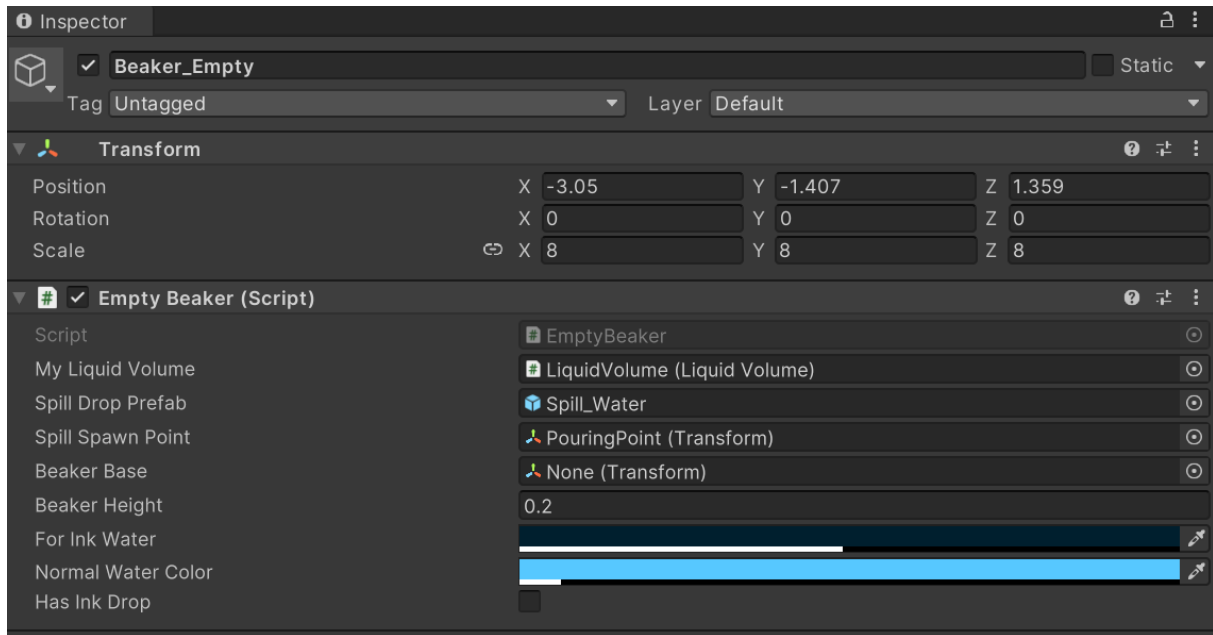 Inspector
Beaker_Empty Static
Tag Untagged Layer Default
Transform
Position X -3.05 Y -1.407 Z 1.359
Rotation X 0 Y 0 Z 0
Scale X 8 Y 8 Z 8
# Empty Beaker (Script)
Script # EmptyBeaker
My Liquid Volume # LiquidVolume (Liquid Volume)
Spill Drop Prefab Spill_Water
Spill Spawn Point PouringPoint (Transform)
Beaker Base None (Transform)
Beaker Height 0.2
For Ink Water
Normal Water Color
Has Ink Drop